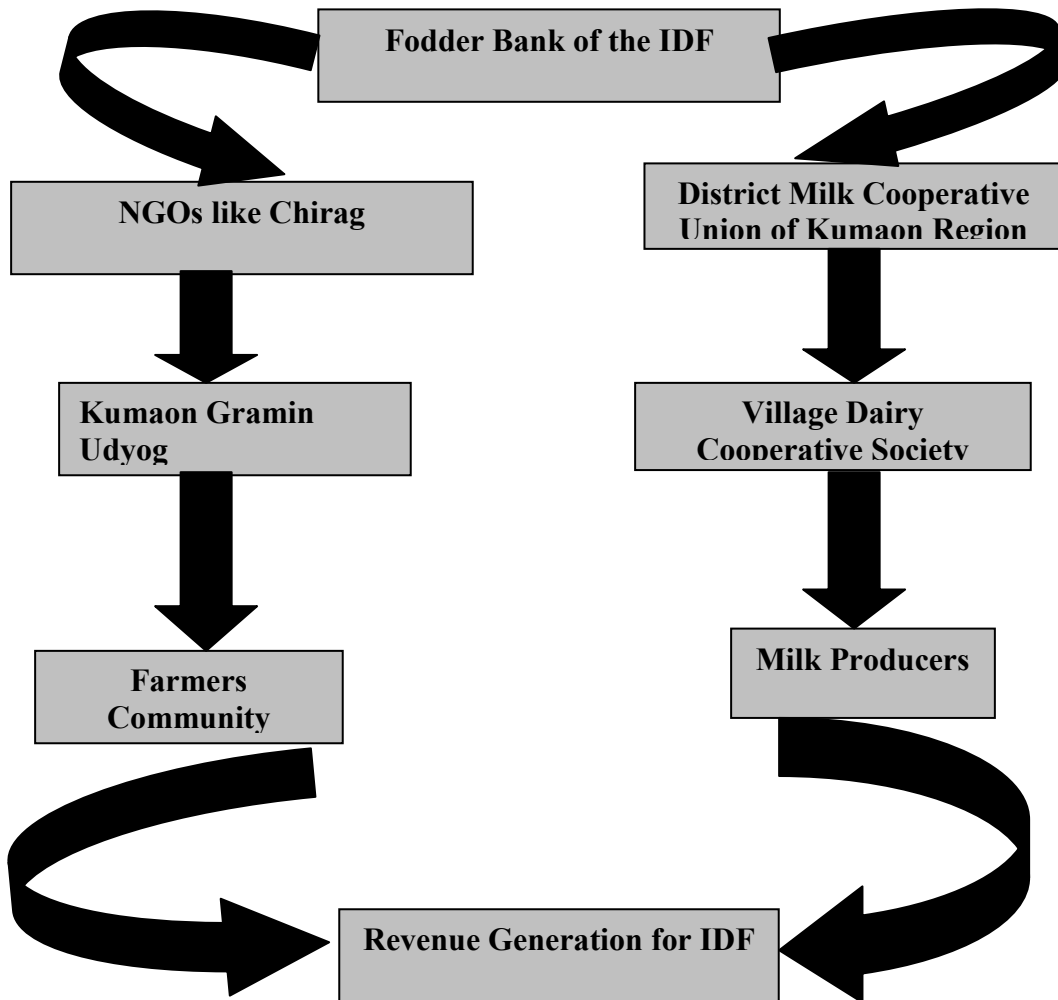 Fodder Bank of the IDF
NGOs like Chirag
District Milk Cooperative
Union of Kumaon Region
Kumaon Gramin
Udyog
Village Dairy
Cooperative Society
Farmers
Community
Milk Producers
Revenue Generation for IDF